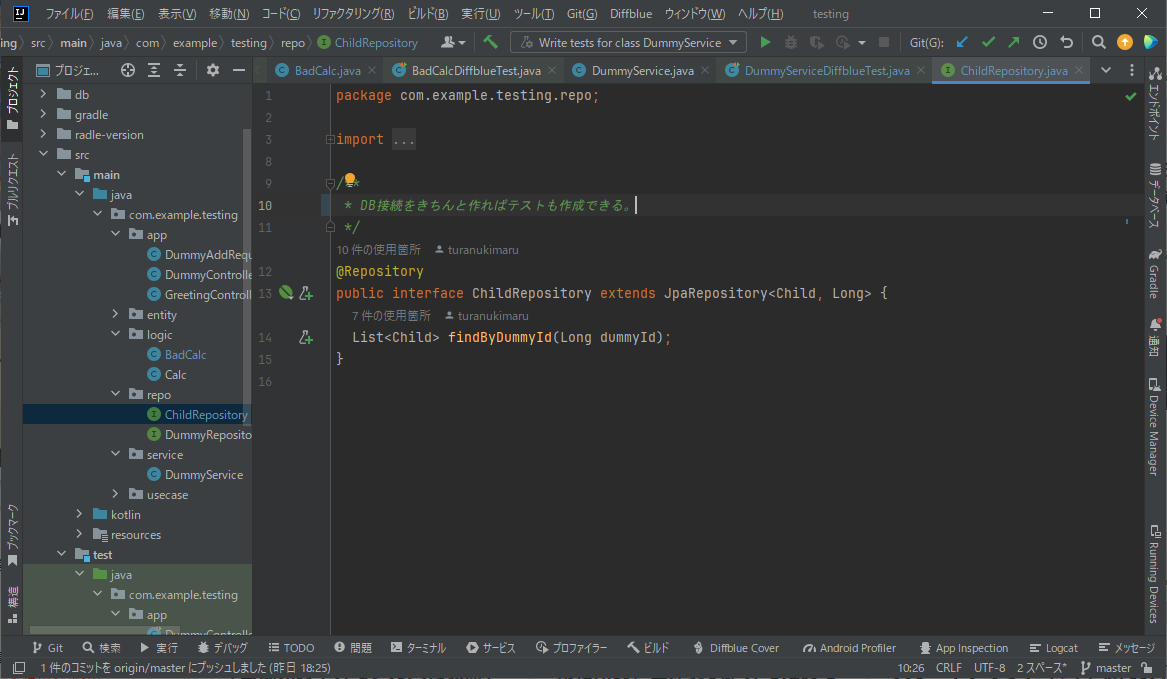 ファイル(F) 編集(E) 表示(V) 移動(N) コード(C) リファクタリング(R) ビルド(B) 実行(U) ツール(T) Git(G) Diffblue ウィンドウ(W) ヘルプ(H) testing
ing 〉 src 〉 main 〉 java 〉 com 〉 example 〉 testing 〉 repo 〉 ChildRepository Write tests for class DummyService Git(G):
プロジェ... BadCalc.java BadCalcDiffblueTest.java DummyService.java DummyServiceDiffblueTest.java ChildRepository.java
プロジェクト
プルリクエスト
ブックマーク
構造
db
gradle
radle-version
src
main
java
com.example.testing
app
DummyAddRequ
DummyControlle
GreetingControll
entity
logic
BadCalc
Calc
repo
ChildRepository
DummyReposito
service
DummyService
usecase
kotlin
resources
test
java
com.example.testing
app
DummyControlle
1 package com.example.testing.repo;
2
3 import ...
8
9 /**
10 * DB接続をきちんと作ればテストも作成できる。
11 */
10 件の使用箇所 turanukimaru
12 @Repository
13 public interface ChildRepository extends JpaRepository<Child, Long> {
7 件の使用箇所 turanukimaru
14 List<Child> findByDummyId(Long dummyId);
15 }
16
エンドポイント
データベース
Gradle
通知
Device Manager
Running Devices
Git 検索 実行 デバッグ TODO 問題 ターミナル サービス プロファイラー ビルド Diffblue Cover Android Profiler App Inspection Logcat メッセージ
1 件のコミットを origin/master にプッシュしました (昨日 18:25) 10:26 CRLF UTF-8 2 スペース* master